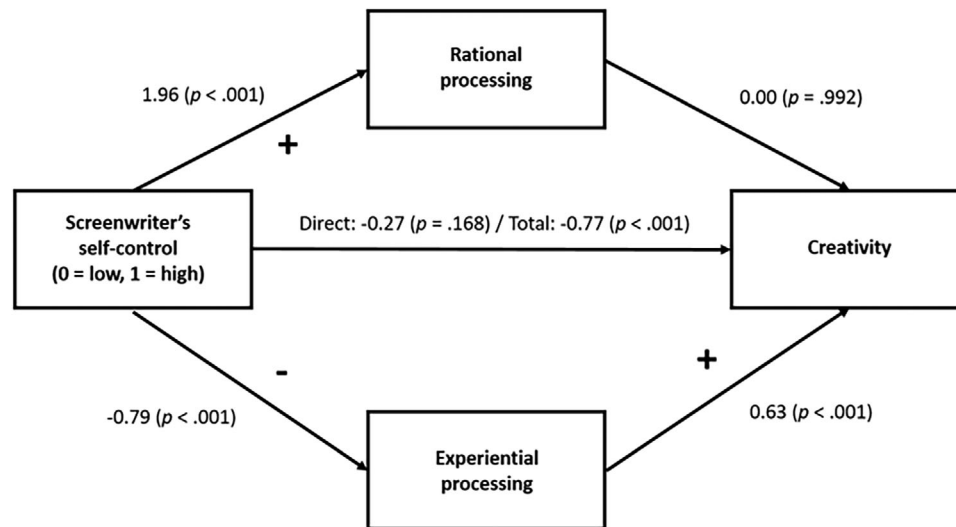 Rational
processing
1.96 (p < .001)
0.00 (p = .992)
+
Screenwriter's
self-control
(0 = low, 1 = high)
Direct: -0.27 (p = .168) / Total: -0.77 (p < .001)
Creativity
-
+
-0.79 (p < .001)
0.63 (p < .001)
Experiential
processing